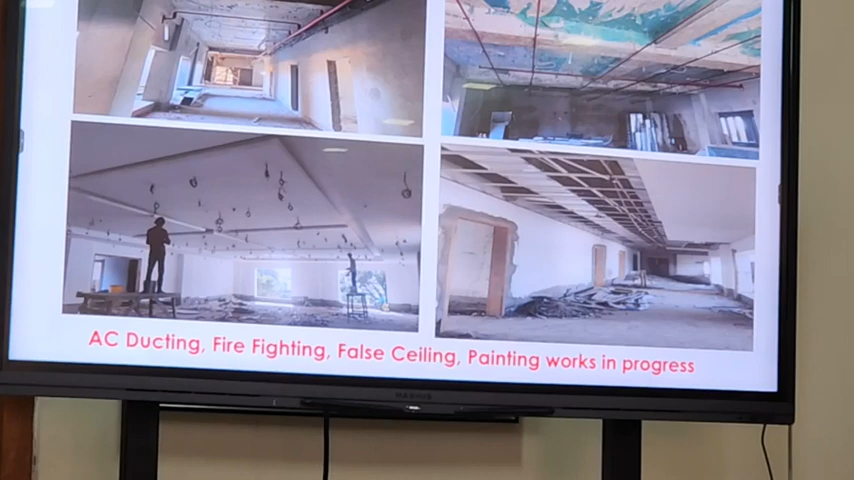 AC Ducting, Fire Fighting, False Ceiling, Painting works in progress